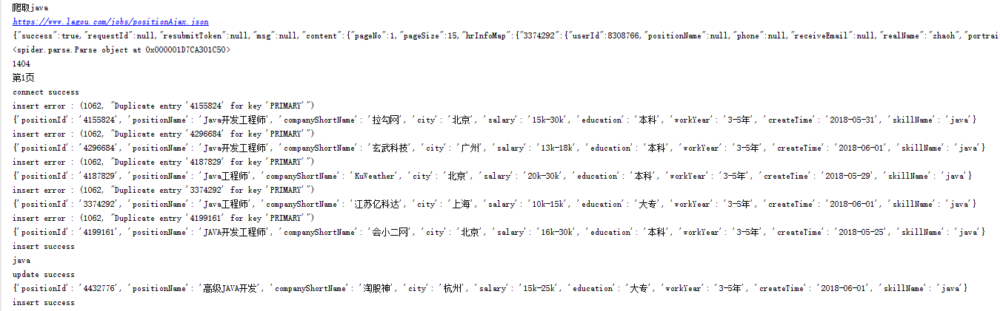 爬取java
https://www.lagou.com/jobs/positionAjax.json
{"success":true,"requestId":null,"resubmitToken":null,"msg":null,"content":{"pageNo":1,"pageSize":15,"hrInfoMap":{"3374292":{"userId":8308766,"positionName":null,"phone":null,"receiveEmail":null,"realName":"zhaoh","portrai
<spider.parse.Parse object at 0x000001D7CA301C50>
1404
第1页
connect success
insert error : (1062, "Duplicate entry '4155824' for key 'PRIMARY'")
{'positionId': '4155824', 'positionName': 'Java开发工程师', 'companyShortName': '拉勾网', 'city': '北京', 'salary': '15k-30k', 'education': '本科', 'workYear': '3-5年', 'createTime': '2018-05-31', 'skillName': 'java'}
insert error : (1062, "Duplicate entry '4296684' for key 'PRIMARY'")
{'positionId': '4296684', 'positionName': 'Java开发工程师', 'companyShortName': '玄武科技', 'city': '广州', 'salary': '13k-18k', 'education': '本科', 'workYear': '3-5年', 'createTime': '2018-06-01', 'skillName': 'java'}
insert error : (1062, "Duplicate entry '4187829' for key 'PRIMARY'")
{'positionId': '4187829', 'positionName': 'Java工程师', 'companyShortName': 'KuWeather', 'city': '北京', 'salary': '20k-30k', 'education': '本科', 'workYear': '3-5年', 'createTime': '2018-05-29', 'skillName': 'java'}
insert error : (1062, "Duplicate entry '3374292' for key 'PRIMARY'")
{'positionId': '3374292', 'positionName': 'Java工程师', 'companyShortName': '江苏亿科达', 'city': '上海', 'salary': '10k-15k', 'education': '大专', 'workYear': '3-5年', 'createTime': '2018-06-01', 'skillName': 'java'}
insert error : (1062, "Duplicate entry '4199161' for key 'PRIMARY'")
{'positionId': '4199161', 'positionName': 'JAVA开发工程师', 'companyShortName': '会小二网', 'city': '北京', 'salary': '16k-30k', 'education': '本科', 'workYear': '3-5年', 'createTime': '2018-05-25', 'skillName': 'java'}
insert success
java
update success
{'positionId': '4432776', 'positionName': '高级JAVA开发', 'companyShortName': '淘股神', 'city': '杭州', 'salary': '15k-25k', 'education': '大专', 'workYear': '3-5年', 'createTime': '2018-06-01', 'skillName': 'java'}
insert success